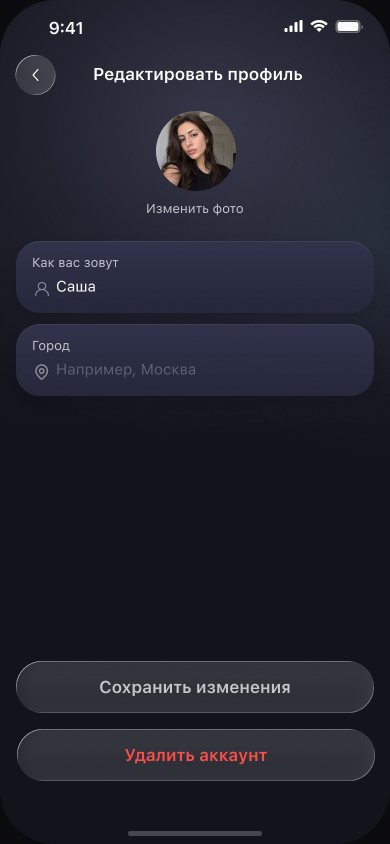 9:41
Редактировать профиль
Изменить фото
Как вас зовут
Саша
Город
Например, Москва
Сохранить изменения
Удалить аккаунт